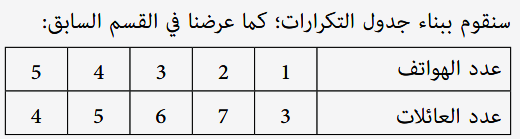 سنقوم ببناء جدول التكرارات؛ كما عرضنا في القسم السابق:
عدد الهواتف 1 2 3 4 5
عدد العائلات 3 7 6 5 4